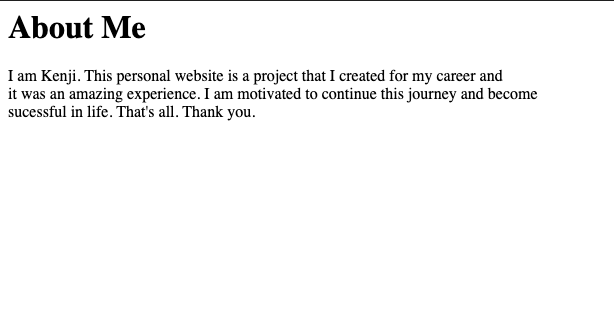 About Me
I am Kenji. This personal website is a project that I created for my career and
it was an amazing experience. I am motivated to continue this journey and become
sucessful in life. That's all. Thank you.